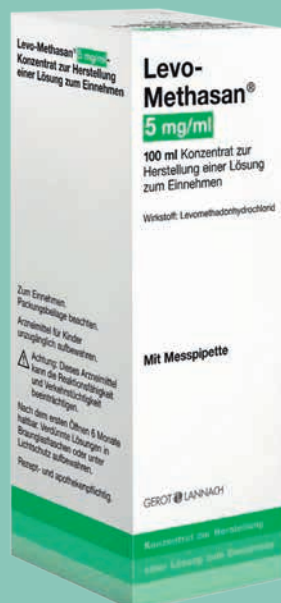 Levo-Methasan® 5 mg/ml-
Konzentrat zur Herstellung
einer Lösung zum Einnehmen
Zum Einnehmen.
Packungsbeilage beachten.
Arzneimittel für Kinder
unzugänglich aufbewahren.
Achtung: Dieses Arzneimittel
kann die Reaktionsfähigkeit
und Verkehrstüchtigkeit
beeinträchtigen.
Nach dem ersten Öffnen 6 Monate
haltbar. Verdünnte Lösungen in
Braunglasflaschen oder unter
Lichtschutz aufbewahren.
Rezept- und apothekenpflichtig.
Levo-
Methasan®
5 mg/ml
100 ml Konzentrat zur
Herstellung einer Lösung
zum Einnehmen
Wirkstoff: Levomethadonhydrochlorid
Mit Messpipette
GEROT LANNACH
Konzentrat zur Herstellung
einer Lösung zum Einnehmen